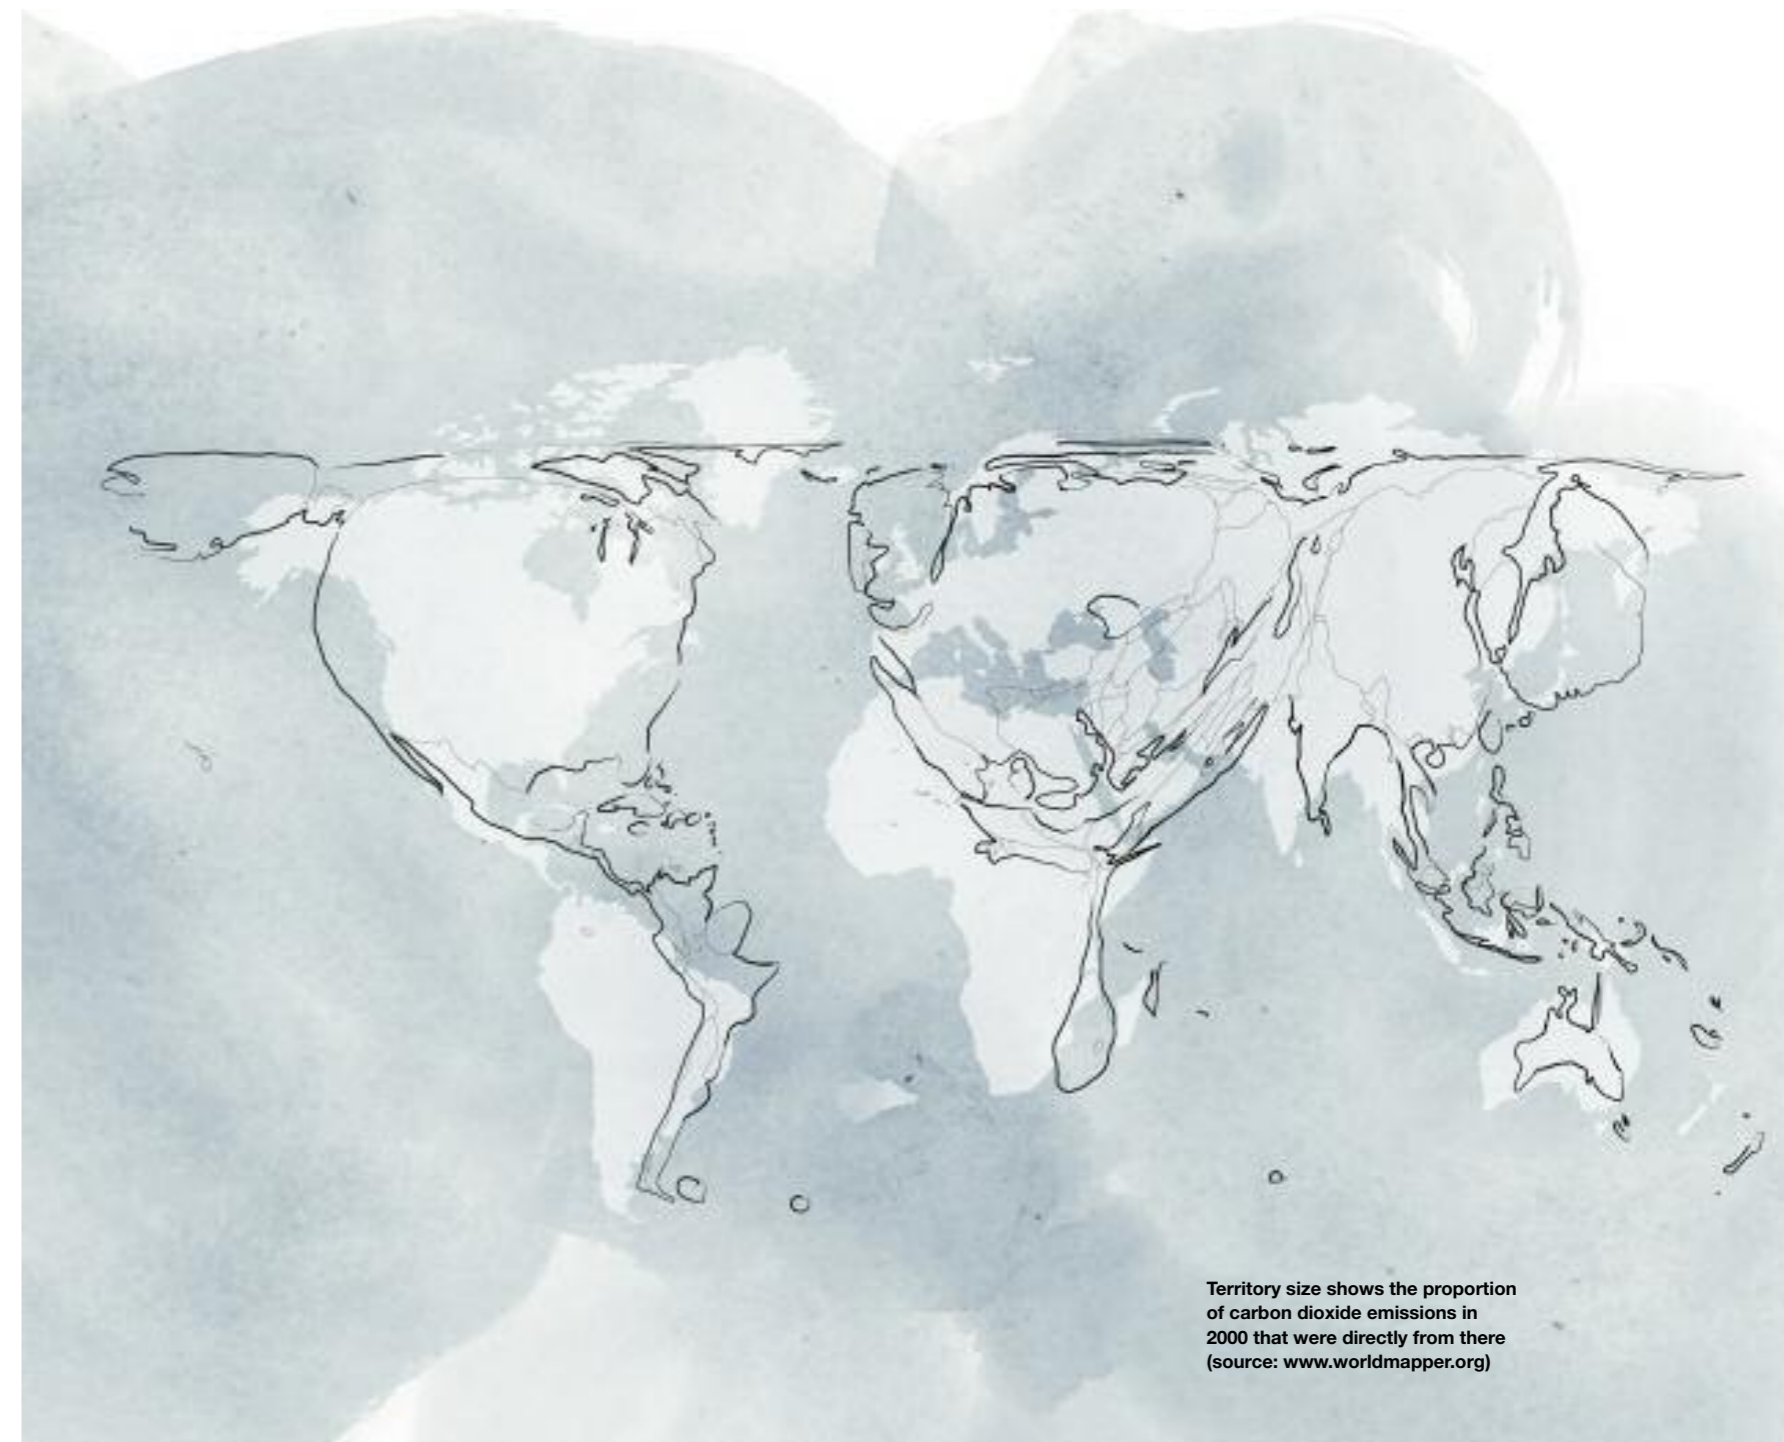 Territory size shows the proportion
of carbon dioxide emissions in
2000 that were directly from there
(source: www.worldmapper.org)